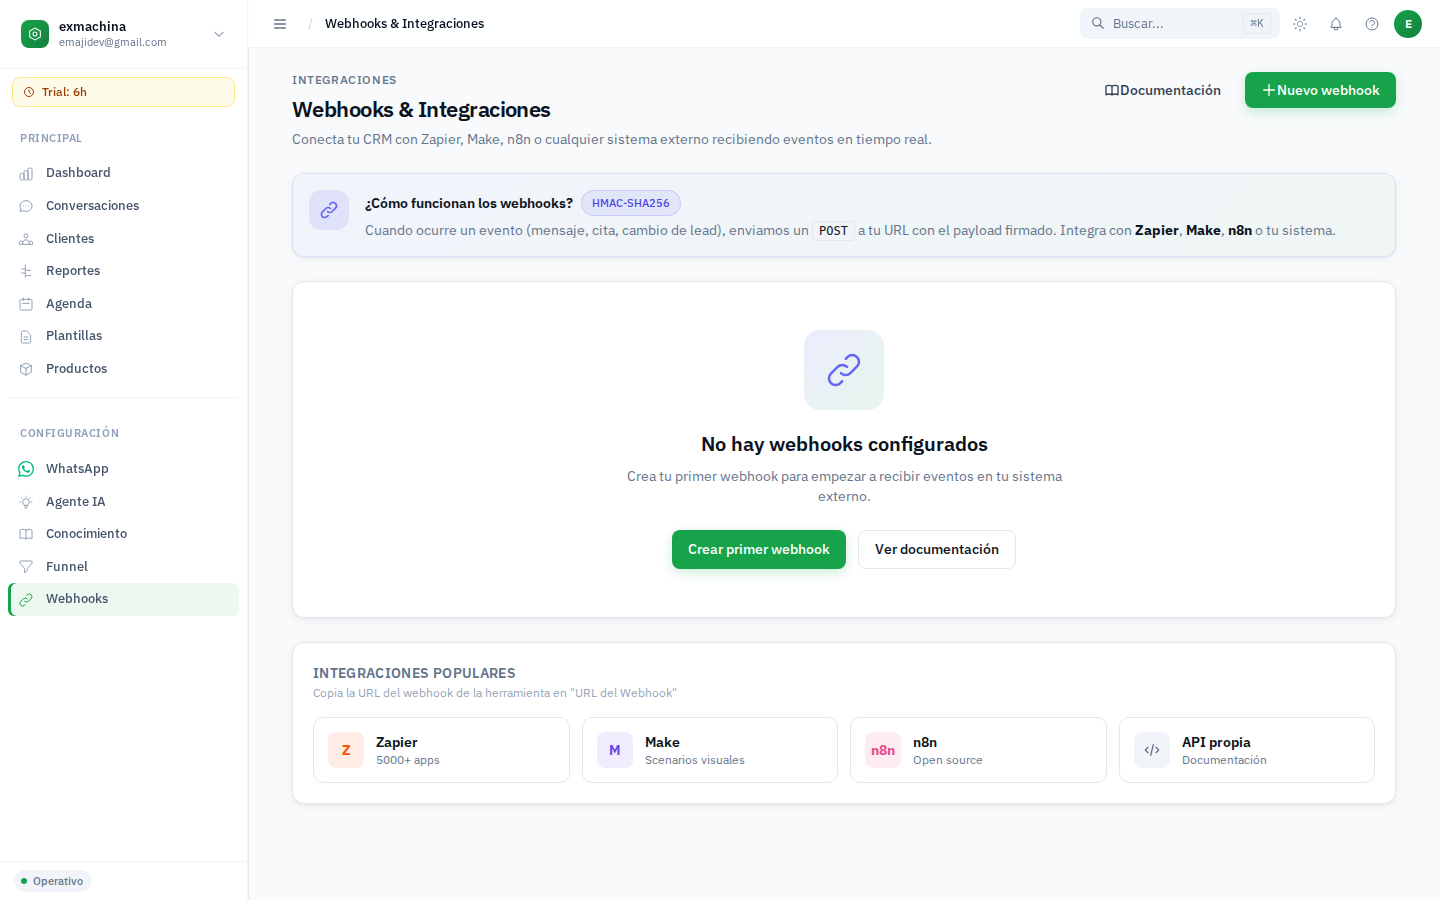 exmachina
emajidev@gmail.com
Trial: 6h
PRINCIPAL
Dashboard
Conversaciones
Clientes
Reportes
Agenda
Plantillas
Productos
CONFIGURACIÓN
WhatsApp
Agente IA
Conocimiento
Funnel
Webhooks
Operativo
/ Webhooks & Integraciones
Buscar... ⌘K
E
INTEGRACIONES
Webhooks & Integraciones
Conecta tu CRM con Zapier, Make, n8n o cualquier sistema externo recibiendo eventos en tiempo real.
Documentación
Nuevo webhook
¿Cómo funcionan los webhooks? HMAC-SHA256
Cuando ocurre un evento (mensaje, cita, cambio de lead), enviamos un POST a tu URL con el payload firmado. Integra con Zapier, Make, n8n o tu sistema.
No hay webhooks configurados
Crea tu primer webhook para empezar a recibir eventos en tu sistema
externo.
Crear primer webhook
Ver documentación
INTEGRACIONES POPULARES
Copia la URL del webhook de la herramienta en "URL del Webhook"
Z
Zapier
5000+ apps
M
Make
Scenarios visuales
n8n
n8n
Open source
API propia
Documentación